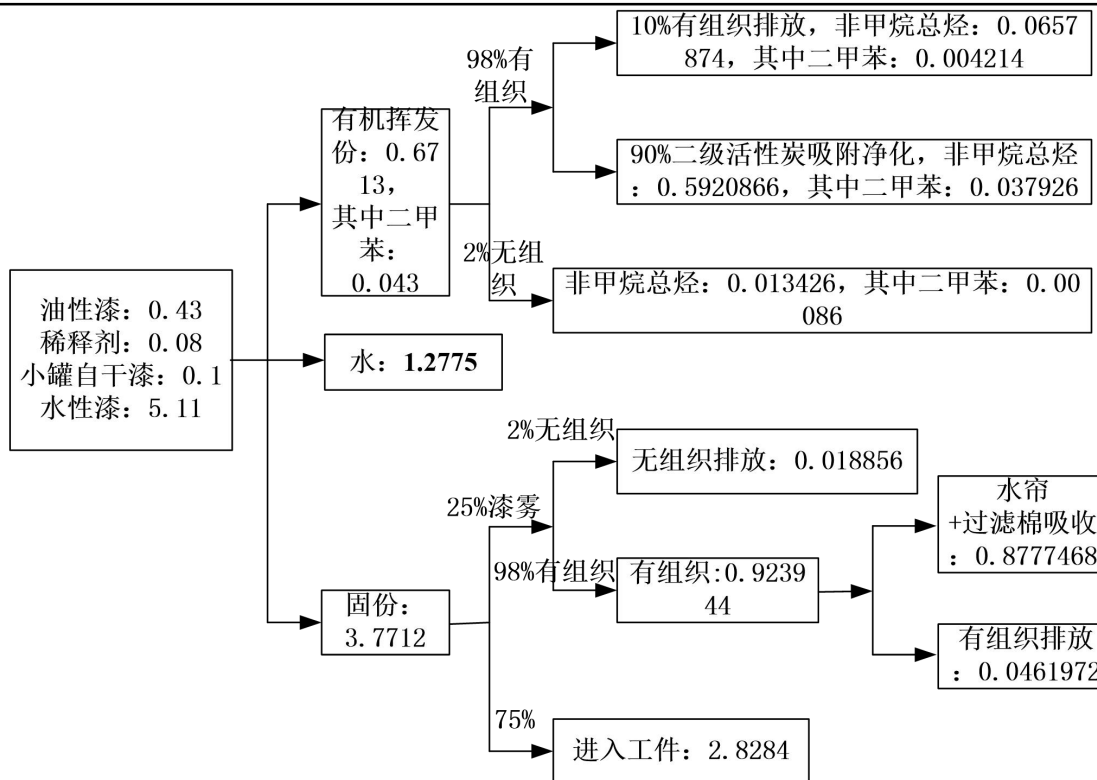 10%有组织排放，非甲烷总烃：0.0657
874，其中二甲苯：0.004214
98%有
组织
有机挥发
份：0.67
13，
其中二甲
苯：
0.043
90%二级活性炭吸附净化，非甲烷总烃
：0.5920866，其中二甲苯：0.037926
2%无组
织
非甲烷总烃：0.013426，其中二甲苯：0.00
086
油性漆：0.43
稀释剂：0.08
小罐自干漆：0.1
水性漆：5.11
水：1.2775
2%无组织
无组织排放：0.018856
25%漆雾
水帘
+过滤棉吸收
：0.8777468
98%有组织
有组织:0.9239
44
固份：
3.7712
有组织排放
：0.0461972
75%
进入工件：2.8284